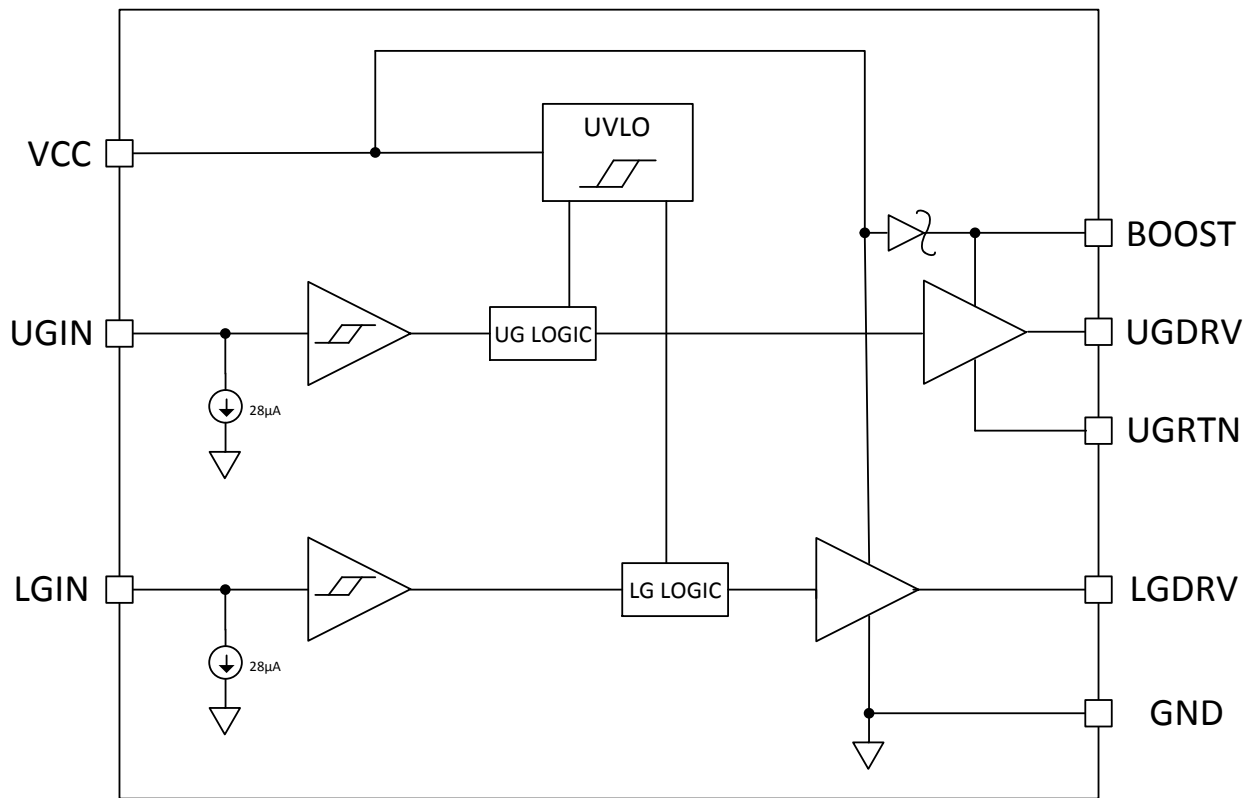 UVLO
VCC
BOOST
UGIN
UG LOGIC
UGDRV
28µA
UGRTN
LGIN
LG LOGIC
LGDRV
28µA
GND